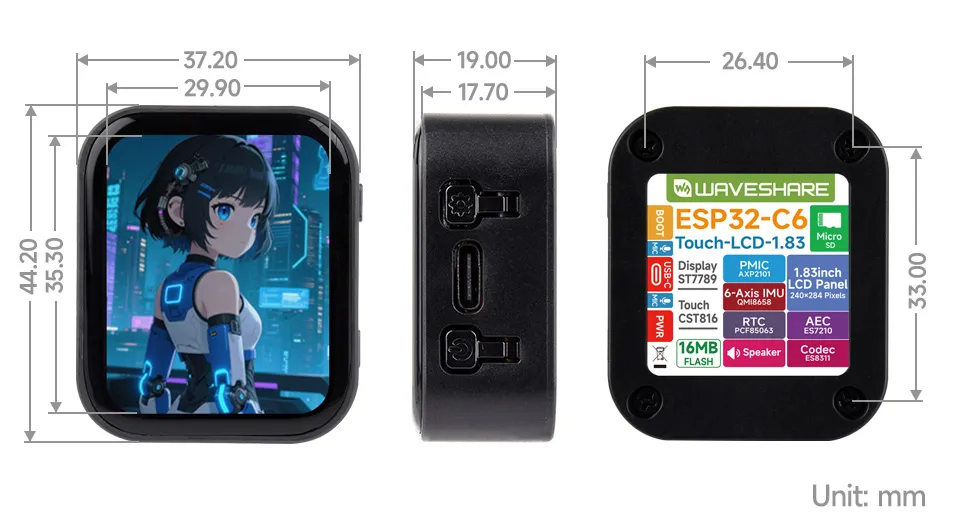 37.20
29.90
44.20
35.30
19.00
17.70
26.40
33.00
WAVESHARE
BOOT
ESP32-C6
Touch-LCD-1.83
Micro
SD
MIC
USB-C
Display
ST7789
PMIC
AXP2101
1.83inch
LCD Panel
240×284 Pixels
6-Axis IMU
QMI8658
MIC
Touch
CST816
RTC
PCF85063
AEC
ES7210
PWR
16MB
FLASH
Speaker
Codec
ES8311
Unit: mm